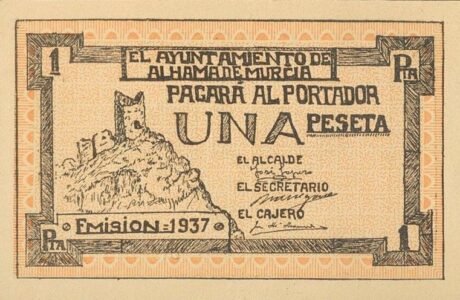 1
Pta
EL AYUNTAMIENTO DE
ALHAMA DE MURCIA
PAGARÁ AL PORTADOR
UNA PESETA
EL ALCALDE
EL SECRETARIO
EL CAJERO
EMISION=1937
Pta
1